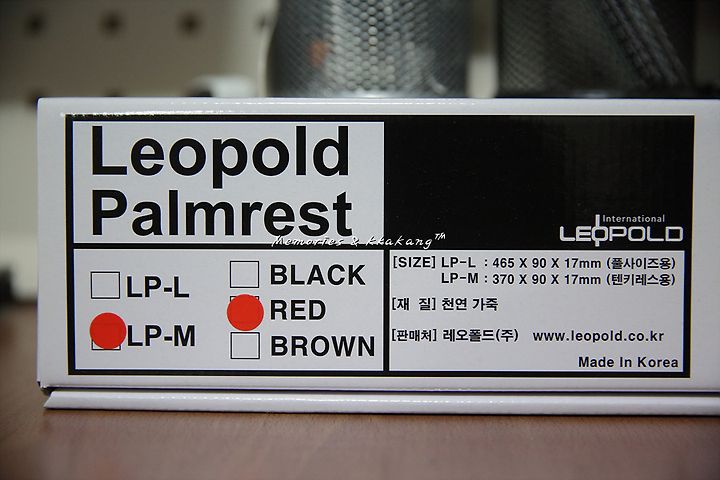 Leopold
Palmrest
Memories & kkakang™
LP-L
LP-M
BLACK
RED
BROWN
International
LEOPOLD
[SIZE] LP-L : 465 X 90 X 17mm (풀사이즈용)
LP-M : 370 X 90 X 17mm (텐키레스용)
[재 질] 천연 가죽
[판매처] 레오폴드(주) www.leopold.co.kr
Made In Korea